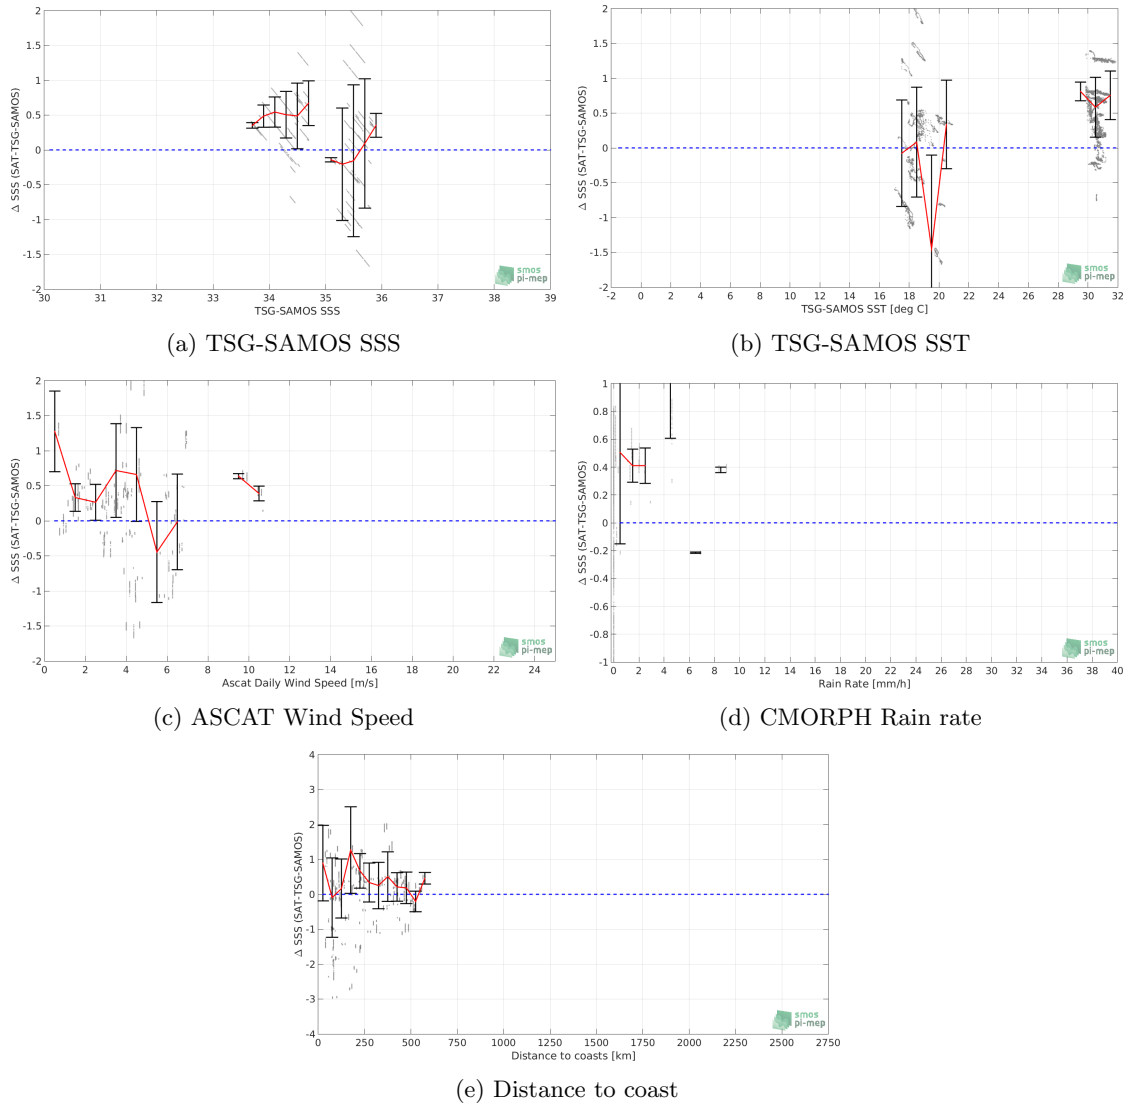 2
1.5
1
0.5
0
-0.5
-1
-1.5
-2
Δ SSS (SAT-TSG-SAMOS)
30 31 32 33 34 35 36 37 38 39
TSG-SAMOS SSS
smos
pi-mep
(a) TSG-SAMOS SSS
2
1.5
1
0.5
0
-0.5
-1
-1.5
-2
Δ SSS (SAT-TSG-SAMOS)
-2 0 2 4 6 8 10 12 14 16 18 20 22 24 26 28 30 32
TSG-SAMOS SST [deg C]
smos
pi-mep
(b) TSG-SAMOS SST
2
1.5
1
0.5
0
-0.5
-1
-1.5
-2
Δ SSS (SAT-TSG-SAMOS)
0 2 4 6 8 10 12 14 16 18 20 22 24
Ascat Daily Wind Speed [m/s]
smos
pi-mep
(c) ASCAT Wind Speed
1
0.8
0.6
0.4
0.2
0
-0.2
-0.4
-0.6
-0.8
-1
Δ SSS (SAT-TSG-SAMOS)
0 2 4 6 8 10 12 14 16 18 20 22 24 26 28 30 32 34 36 38 40
Rain Rate [mm/h]
smos
pi-mep
(d) CMORPH Rain rate
4
3
2
1
0
-1
-2
-3
-4
Δ SSS (SAT-TSG-SAMOS)
0 250 500 750 1000 1250 1500 1750 2000 2250 2500 2750
Distance to coasts [km]
smos
pi-mep
(e) Distance to coast